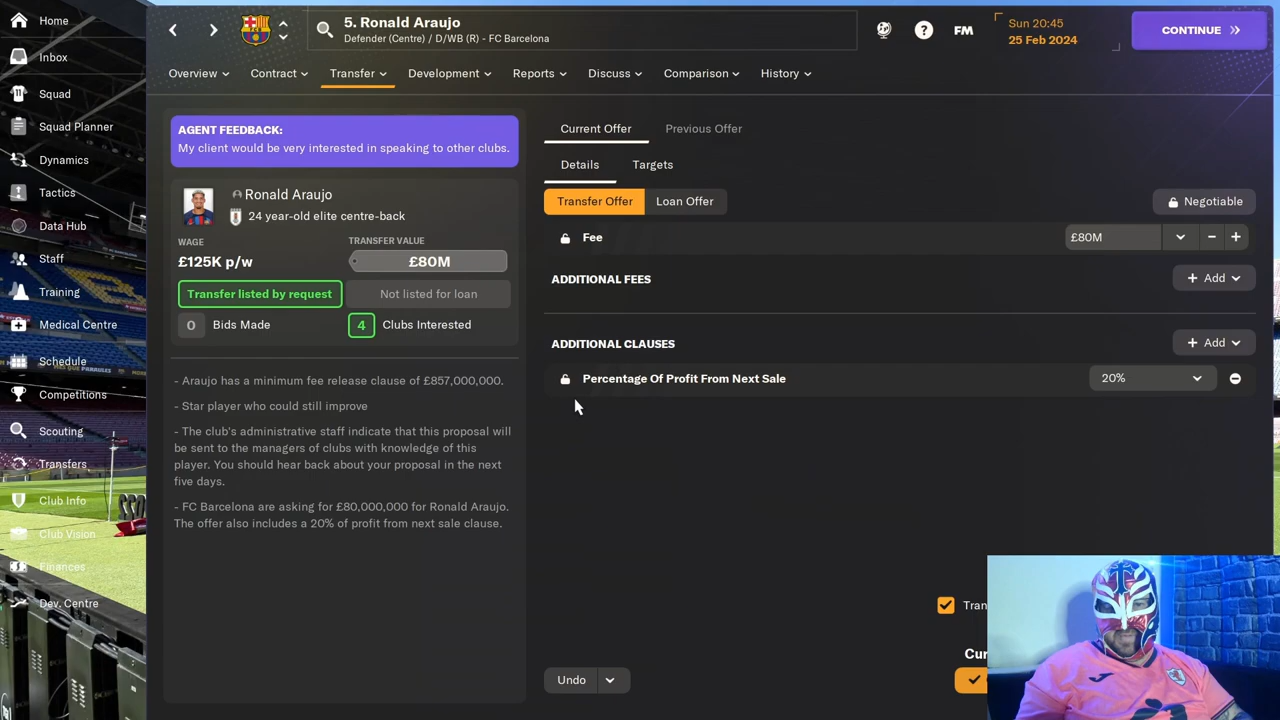 Home
Inbox
Squad
Squad Planner
Dynamics
Tactics
Data Hub
Staff
Training
Medical Centre
Schedule
Competitions
Scouting
Transfers
Club Info
Club Vision
Finances
Dev. Centre
5. Ronald Araujo
Defender (Centre) / D/WB (R) - FC Barcelona
?
FM
Sun 20:45
25 Feb 2024
CONTINUE
Overview
Contract
Transfer
Development
Reports
Discuss
Comparison
History
AGENT FEEDBACK:
My client would be very interested in speaking to other clubs.
Ronald Araujo
24 year-old elite centre-back
WAGE
£125K p/w
TRANSFER VALUE
£80M
Transfer listed by request
Not listed for loan
0 Bids Made
4 Clubs Interested
- Araujo has a minimum fee release clause of £857,000,000.
- Star player who could still improve
- The club's administrative staff indicate that this proposal will
be sent to the managers of clubs with knowledge of this
player. You should hear back about your proposal in the next
five days.
- FC Barcelona are asking for £80,000,000 for Ronald Araujo.
The offer also includes a 20% of profit from next sale clause.
Current Offer
Previous Offer
Details
Targets
Transfer Offer
Loan Offer
Negotiable
Fee
£80M
ADDITIONAL FEES
Add
ADDITIONAL CLAUSES
Add
Percentage Of Profit From Next Sale
20%
Undo